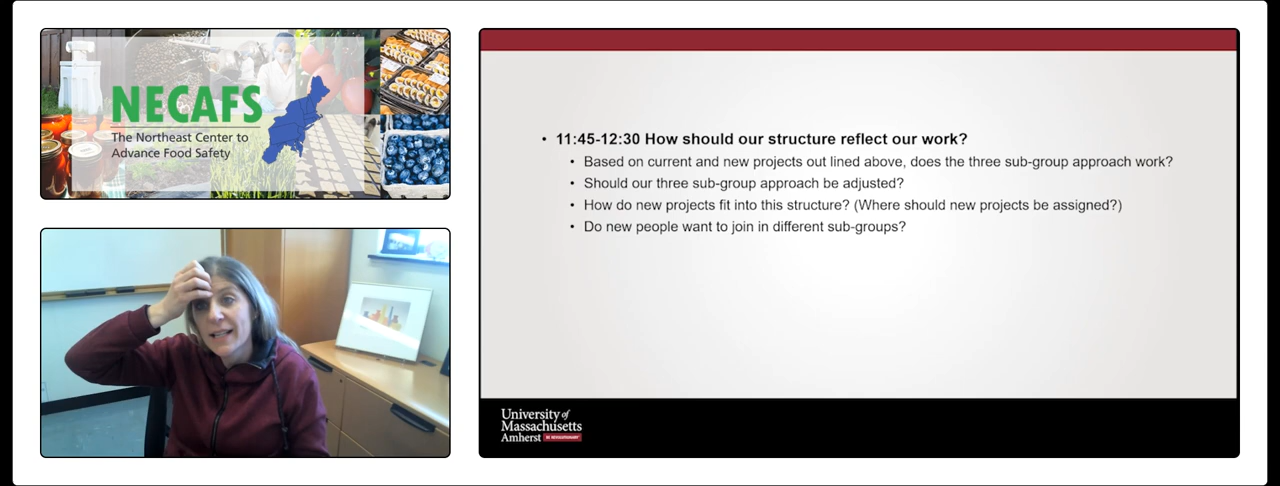 NECAFS
The Northeast Center to
Advance Food Safety
• 11:45-12:30 How should our structure reflect our work?
• Based on current and new projects out lined above, does the three sub-group approach work?
• Should our three sub-group approach be adjusted?
• How do new projects fit into this structure? (Where should new projects be assigned?)
• Do new people want to join in different sub-groups?
University of
Massachusetts
Amherst BE REVOLUTIONARY